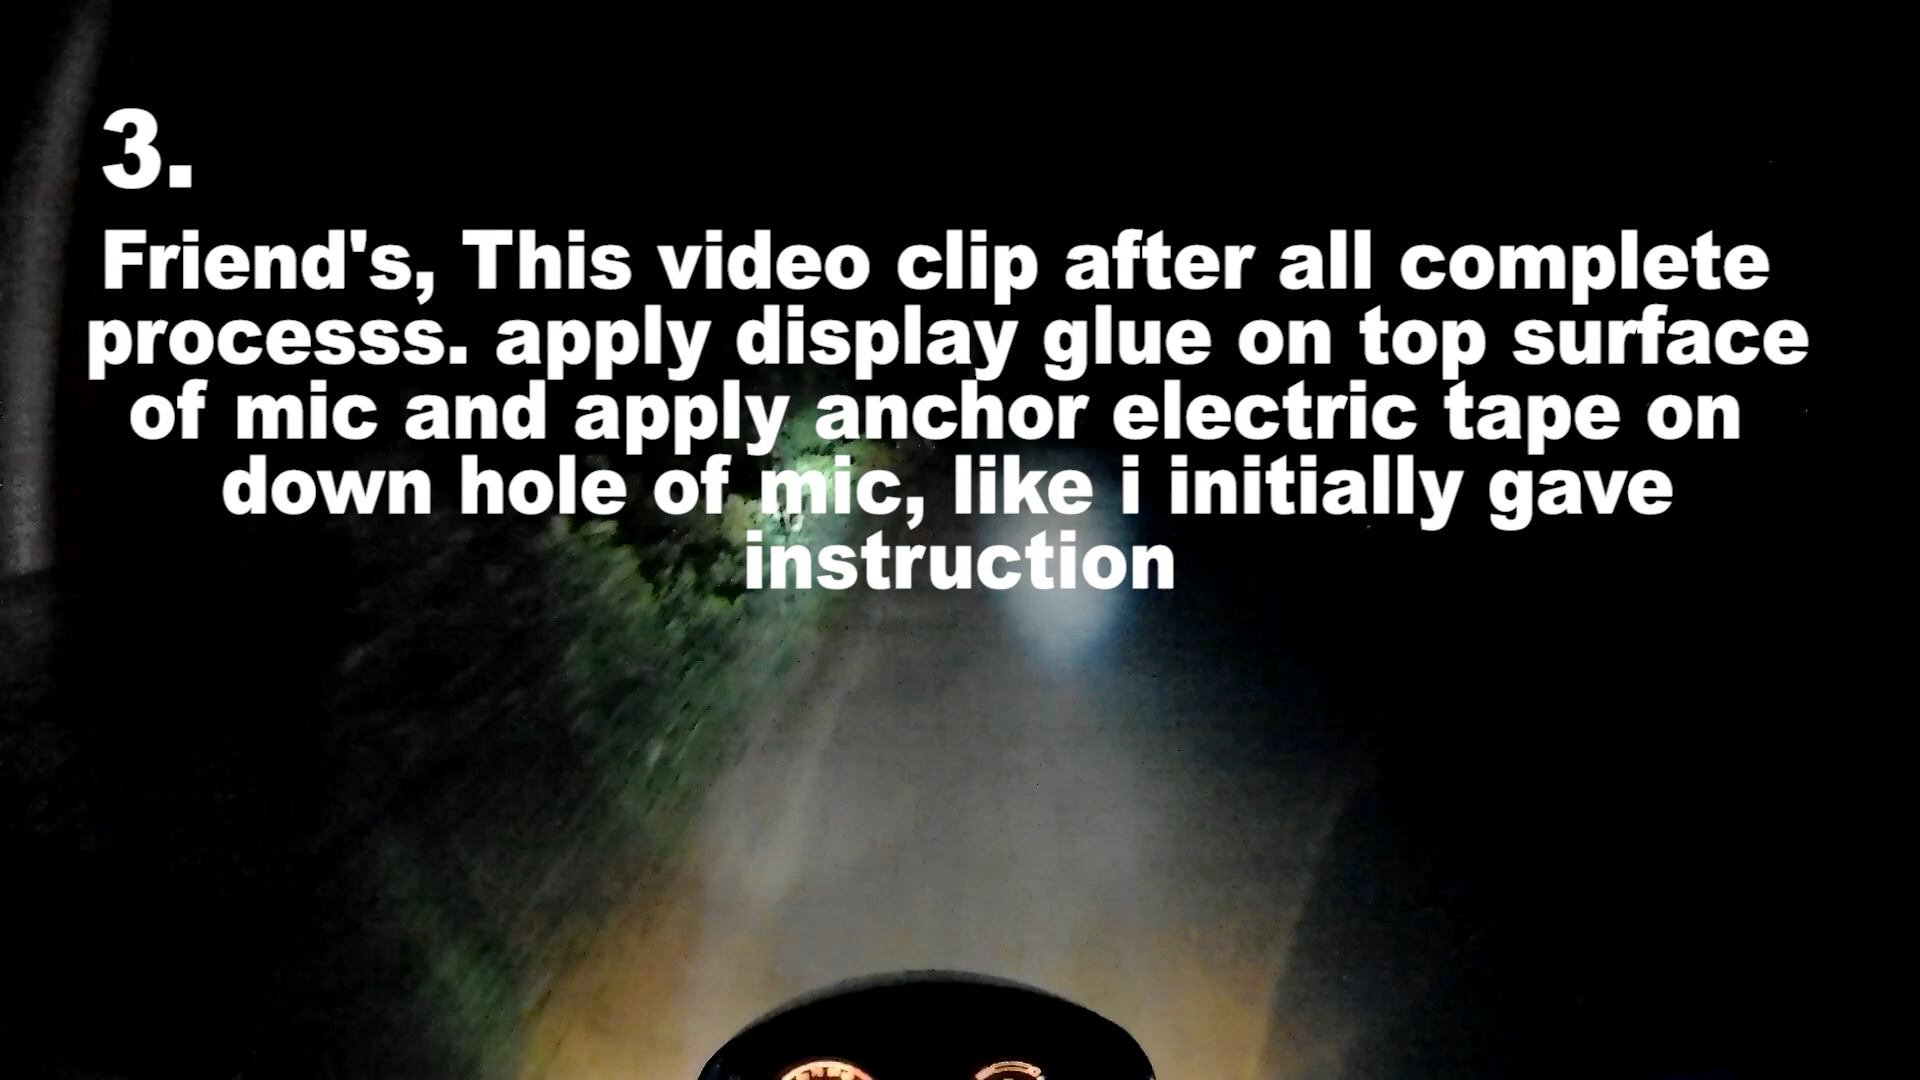 3.
Friend's, This video clip after all complete
processs. apply display glue on top surface
of mic and apply anchor electric tape on
down hole of mic, like i initially gave
instruction